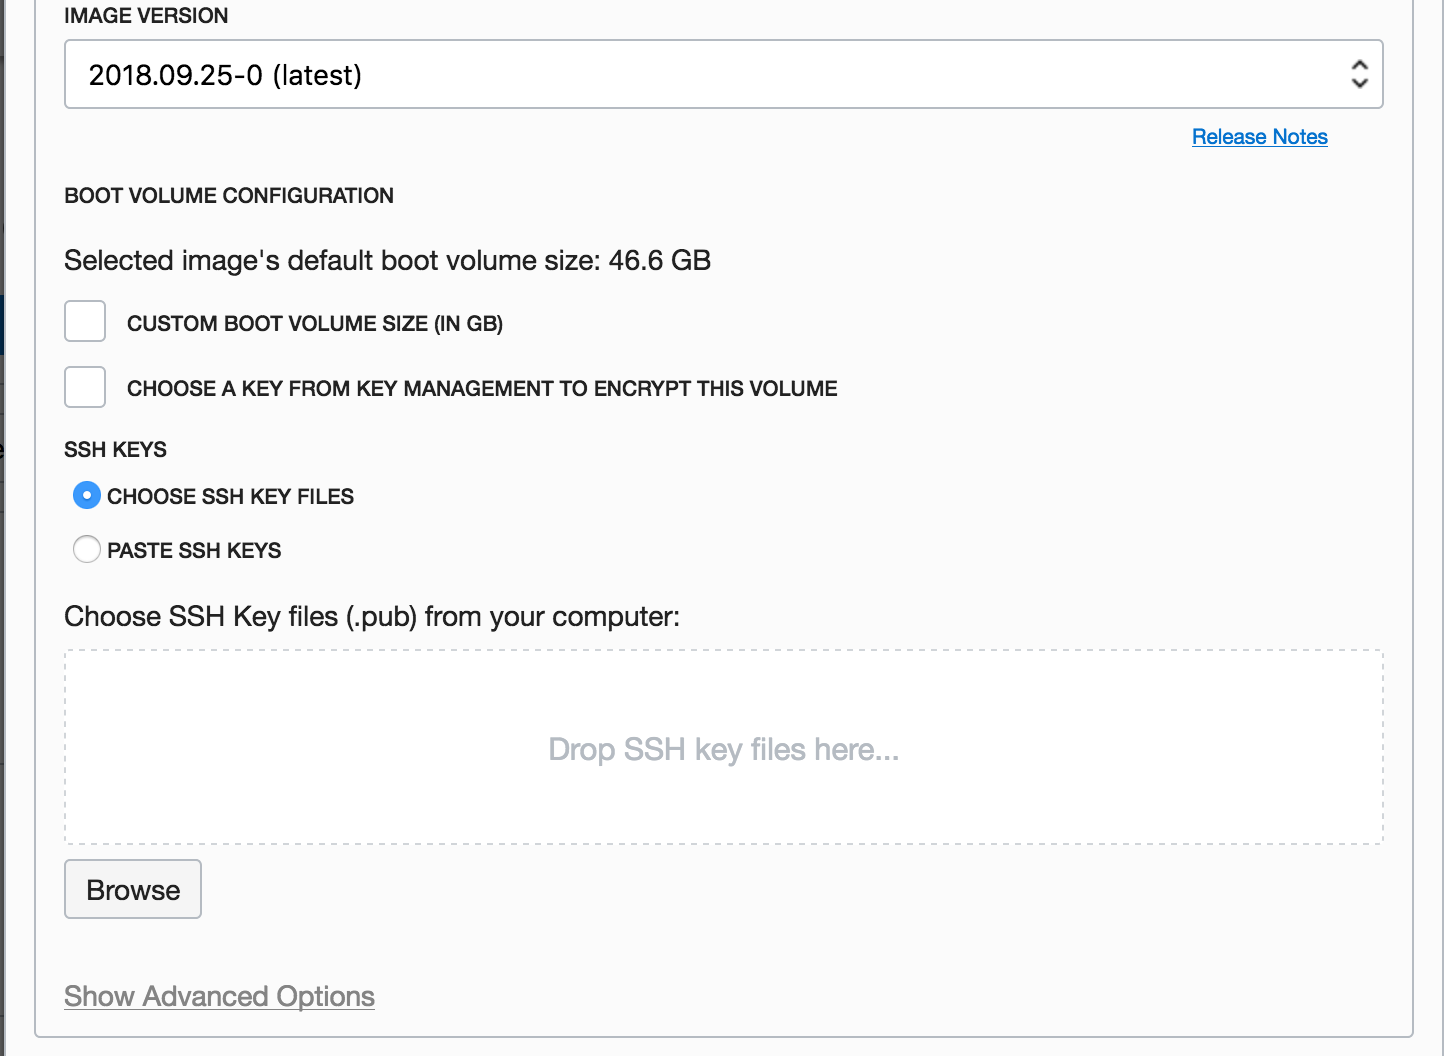 IMAGE VERSION
2018.09.25-0 (latest)
Release Notes
BOOT VOLUME CONFIGURATION
Selected image's default boot volume size: 46.6 GB
CUSTOM BOOT VOLUME SIZE (IN GB)
CHOOSE A KEY FROM KEY MANAGEMENT TO ENCRYPT THIS VOLUME
SSH KEYS
CHOOSE SSH KEY FILES
PASTE SSH KEYS
Choose SSH Key files (.pub) from your computer:
Drop SSH key files here...
Browse
Show Advanced Options